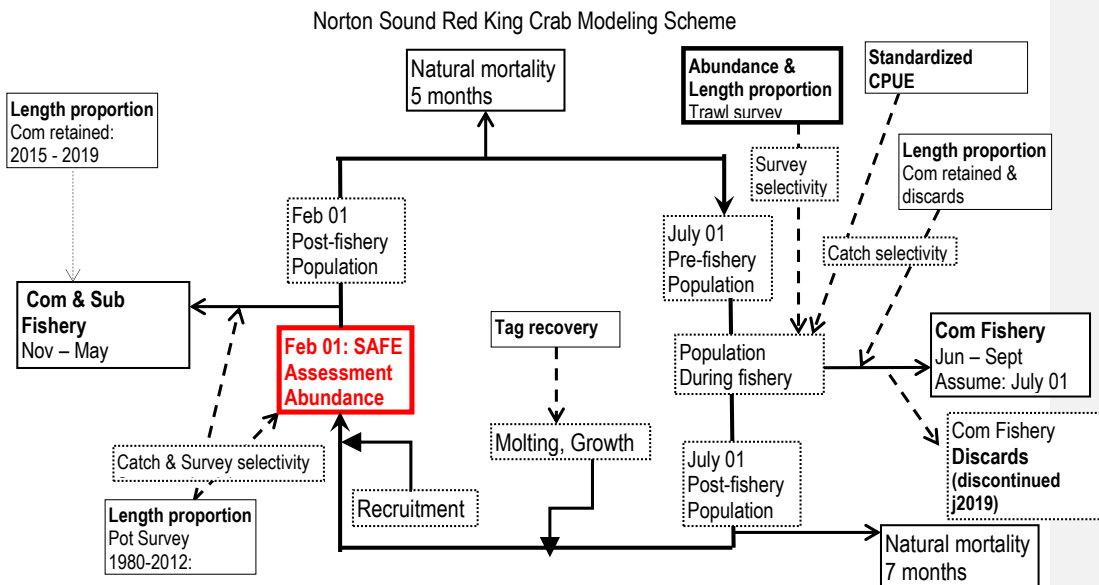 Norton Sound Red King Crab Modeling Scheme
Natural mortality
5 months
Abundance &
Length proportion
Trawl survey
Standardized
CPUE
Length proportion
Com retained:
2015 - 2019
Survey
selectivity
Length proportion
Com retained &
discards
Feb 01
Post-fishery
Population
July 01
Pre-fishery
Population
Catch selectivity
Com & Sub
Fishery
Nov – May
Feb 01: SAFE
Assessment
Abundance
Tag recovery
Population
During fishery
Com Fishery
Jun – Sept
Assume: July 01
Catch & Survey selectivity
Molting, Growth
July 01
Post-fishery
Population
Com Fishery
Discards
(discontinued
j2019)
Length proportion
Pot Survey
1980-2012:
Recruitment
Natural mortality
7 months